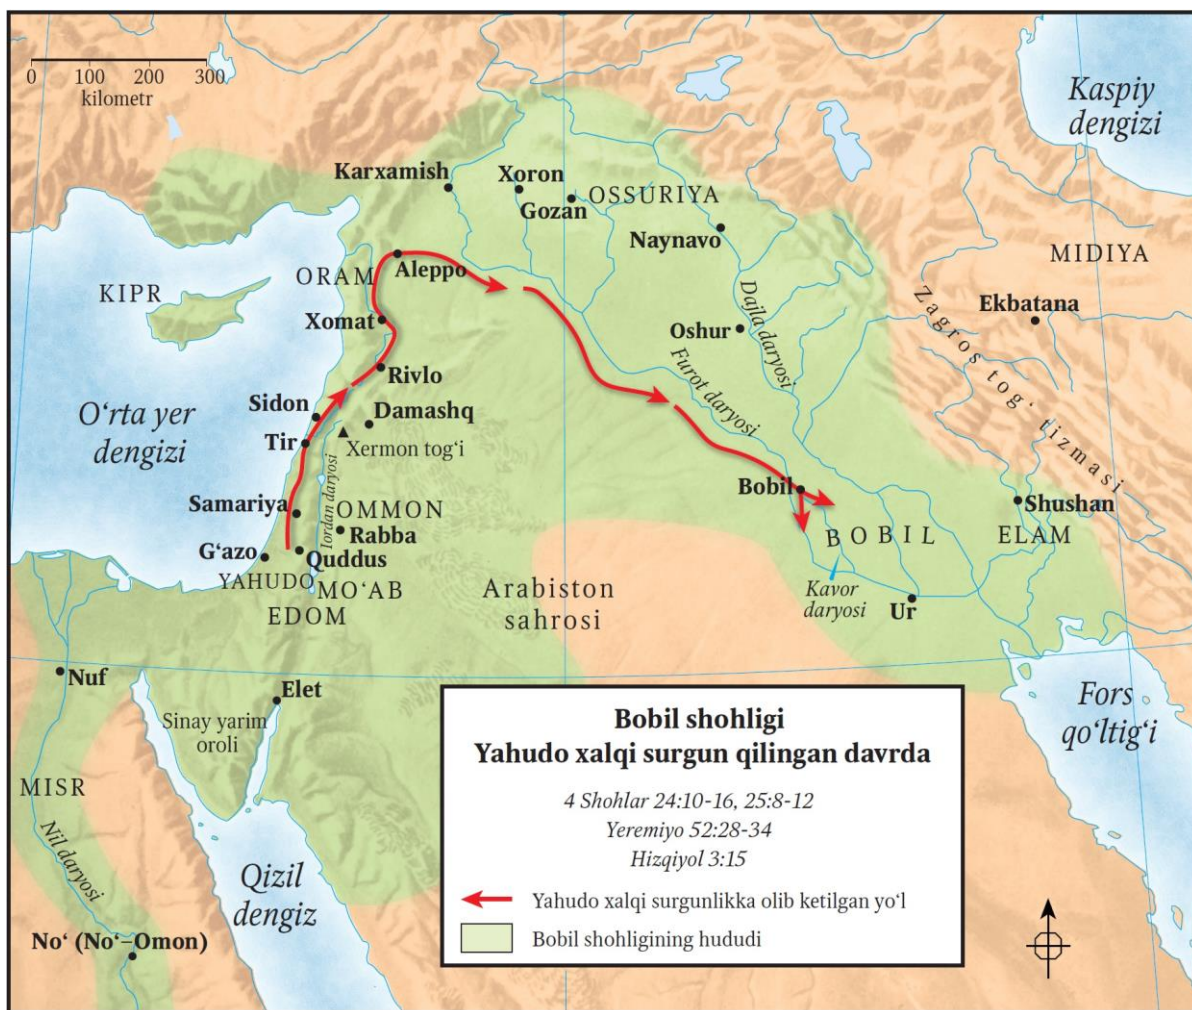 0 100 200 300
kilometr
Kaspiy
dengizi
Karxamish
Xoron
Gozan
OSSURIYA
Naynavo
MIDIYA
ORAM
Aleppo
KIPR
Ekbatana
Zagros tog‘ tizmasi
Dajla daryosi
Xomat
Oshur
Furot daryosi
Rivlo
Sidon
Damashq
O‘rta yer
dengizi
Tir
Xermon tog‘i
Iordan daryosi
Bobil
Shushan
Samariya
OMMON
BOBIL
ELAM
Rabba
G‘azo
Quddus
YAHUDO
MO‘AB
EDOM
Arabiston
sahrosi
Kavor
daryosi
Ur
Nuf
Elet
Sinay yarim
oroli
Fors
qo‘ltig‘i
MISR
Nil daryosi
Qizil
dengiz
No‘ (No‘–Omon)
Bobil shohligi
Yahudo xalqi surgun qilingan davrda
4 Shohlar 24:10-16, 25:8-12
Yeremiyo 52:28-34
Hizqiyol 3:15
Yahudo xalqi surgunlikka olib ketilgan yo‘l
Bobil shohligining hududi